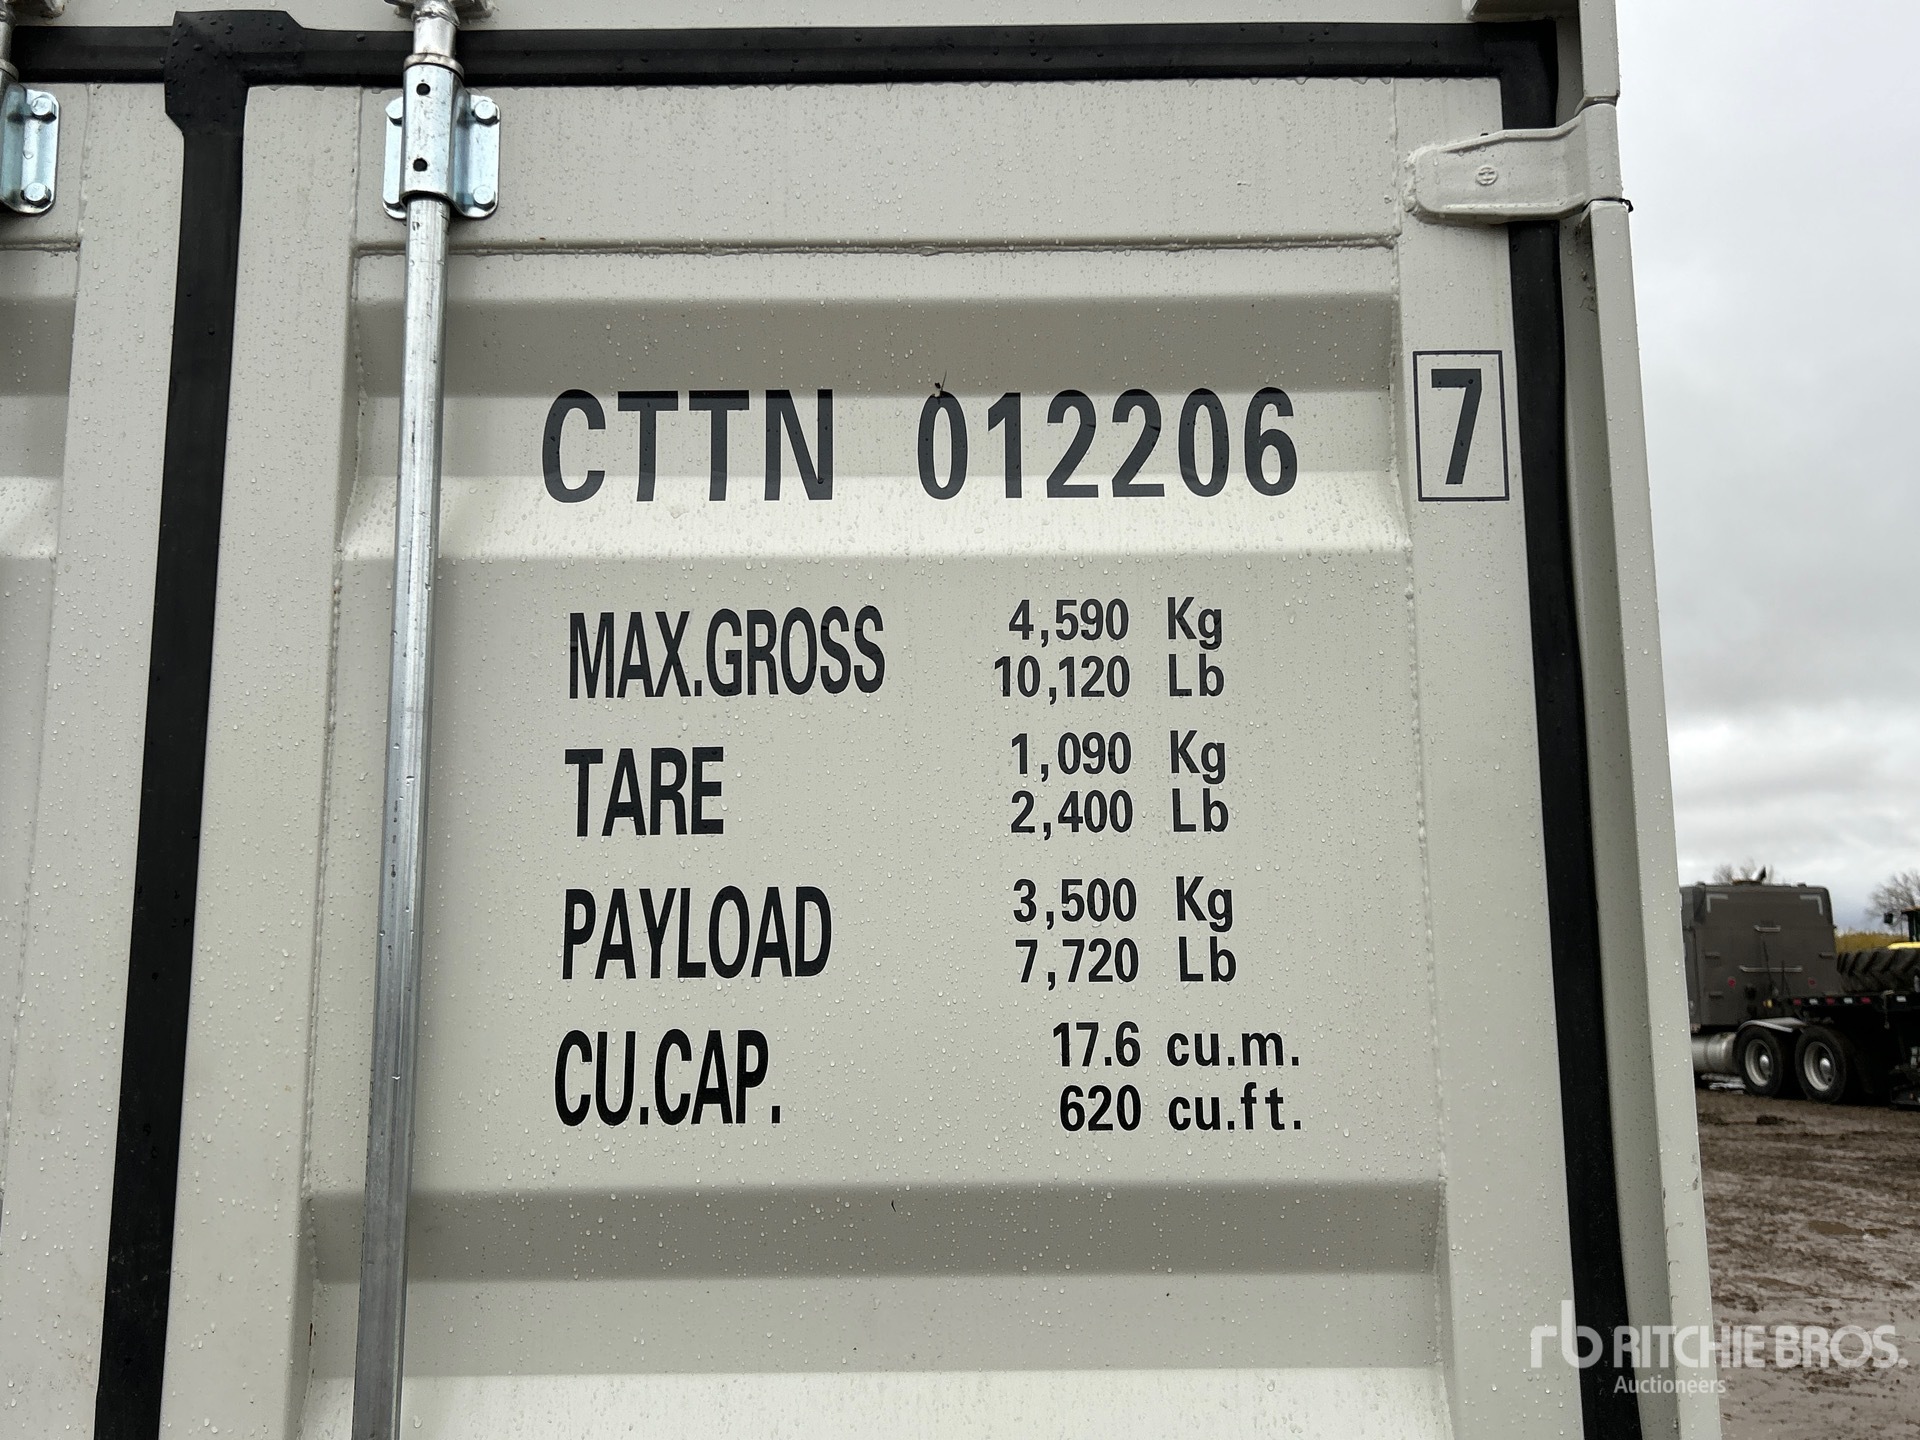 CTTN 012206 7
MAX.GROSS 4,590 Kg
10,120 Lb
TARE 1,090 Kg
2,400 Lb
PAYLOAD 3,500 Kg
7,720 Lb
CU.CAP. 17.6 cu.m.
620 cu.ft.
rb RITCHIE BROS.
Auctioneers